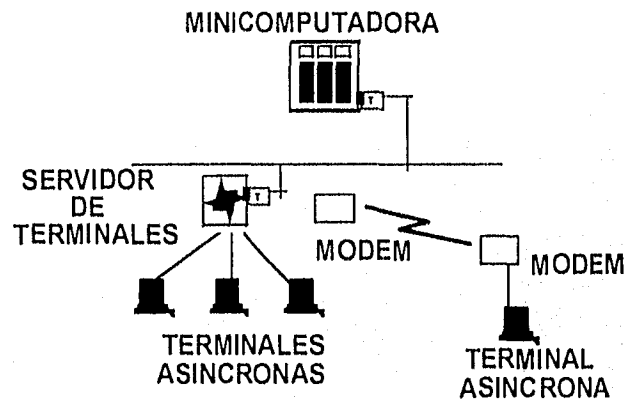 MINICOMPUTADORA
T
SERVIDOR
DE
TERMINALES
T
MODEM
MODEM
TERMINALES
ASINCRONAS
TERMINAL
ASINCRONA